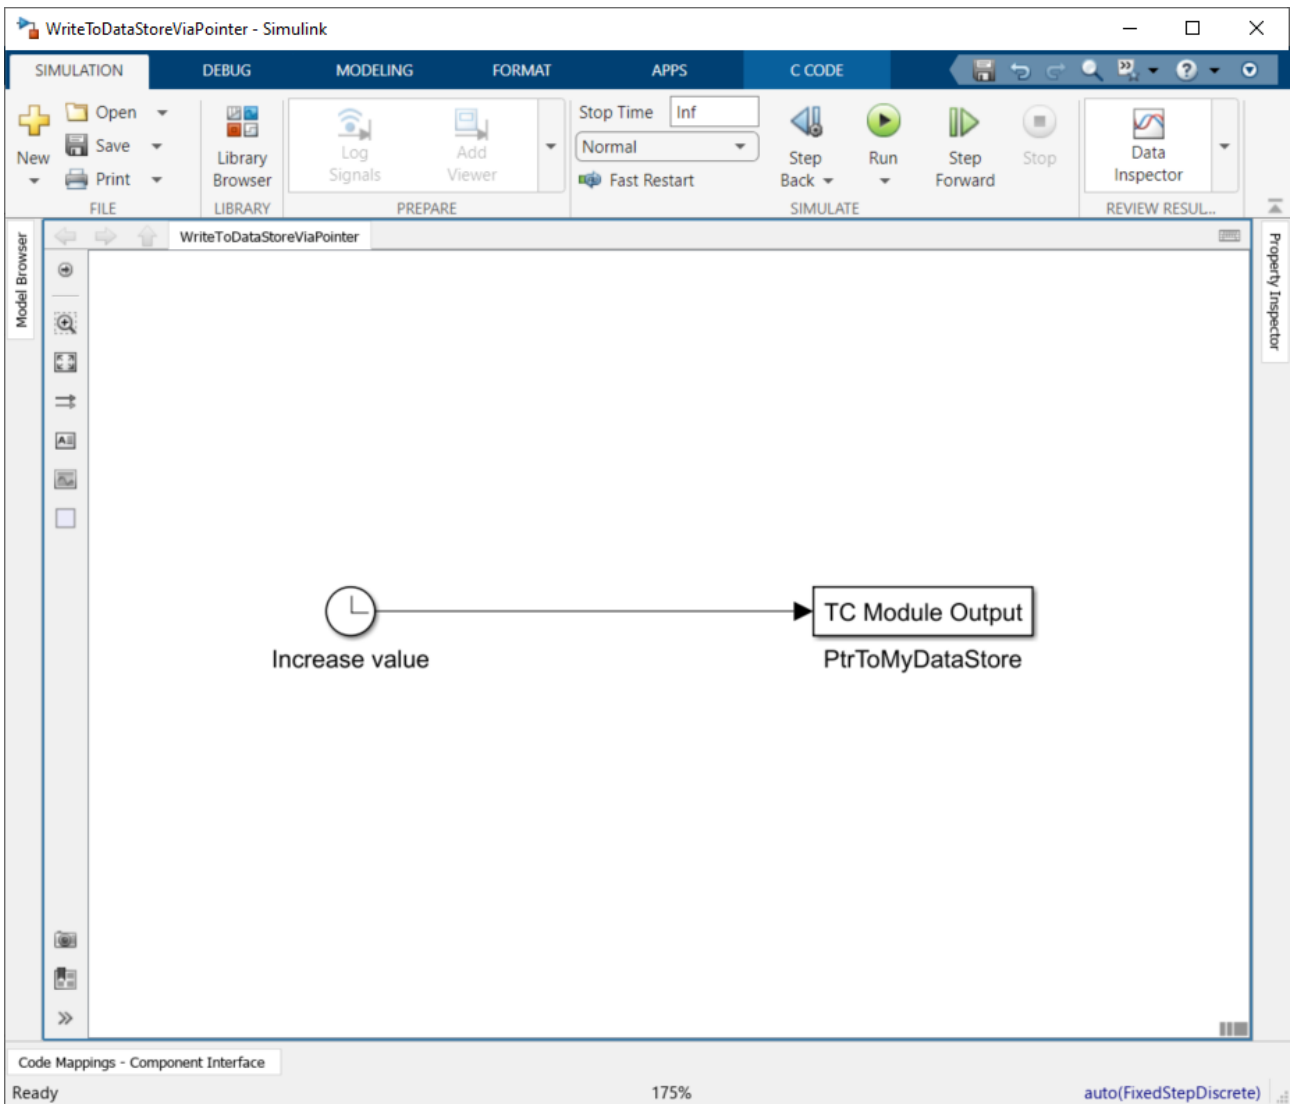 WriteToDataStoreViaPointer - Simulink
SIMULATION DEBUG MODELING FORMAT APPS C CODE
New
Open
Save
Print
FILE
Library
Browser
LIBRARY
Log
Signals
Add
Viewer
PREPARE
Stop Time Inf
Normal
Fast Restart
Step
Back
Run
Step
Forward
Stop
SIMULATE
Data
Inspector
REVIEW RESUL...
Model Browser
WriteToDataStoreViaPointer
Property Inspector
TC Module Output
Increase value
PtrToMyDataStore
Code Mappings - Component Interface
Ready 175% auto(FixedStepDiscrete)